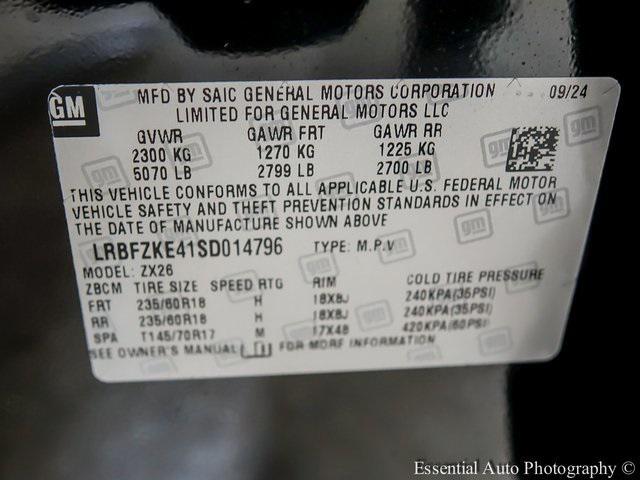 GM
MFD BY SAIC GENERAL MOTORS CORPORATION 09/24
LIMITED FOR GENERAL MOTORS LLC
GVWR GAWR FRT GAWR RR
2300 KG 1270 KG 1225 KG
5070 LB 2799 LB 2700 LB
THIS VEHICLE CONFORMS TO ALL APPLICABLE U.S. FEDERAL MOTOR
VEHICLE SAFETY AND THEFT PREVENTION STANDARDS IN EFFECT ON
THE DATE OF MANUFACTURE SHOWN ABOVE
LRBFZKE41SD014796 TYPE: M.P.V
MODEL: ZX26
ZBCM TIRE SIZE SPEED RTG RIM COLD TIRE PRESSURE
FRT 235/60R18 H 18X8J 240KPA(35PSI)
RR 235/60R18 H 18X8J 240KPA(35PSI)
SPA T145/70R17 M 17X4B 420KPA(60PSI)
SEE OWNER'S MANUAL FOR MORE INFORMATION
Essential Auto Photography ©